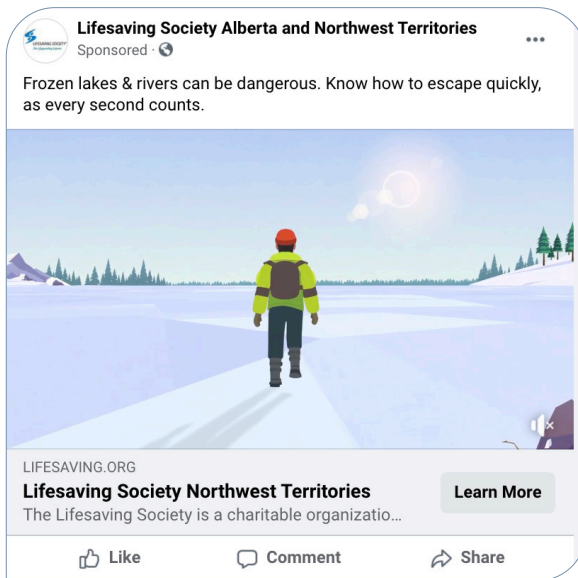 LIFESAVING SOCIETY
Lifesaving Society Alberta and Northwest Territories
Sponsored ·
Frozen lakes & rivers can be dangerous. Know how to escape quickly,
as every second counts.
LIFESAVING.ORG
Lifesaving Society Northwest Territories
Learn More
The Lifesaving Society is a charitable organizatio...
Like
Comment
Share